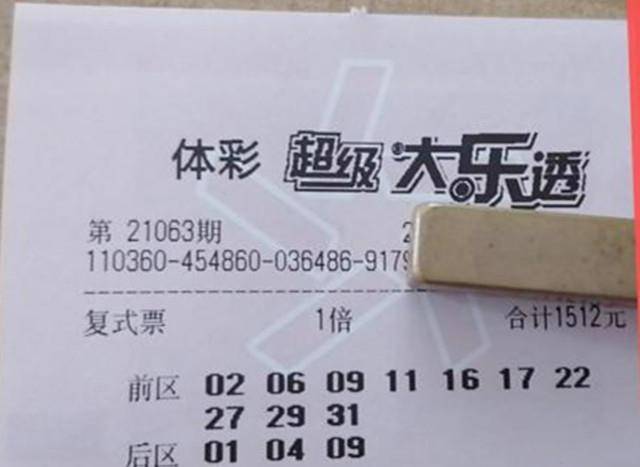 体彩 超级大乐透
第 21063期 2
110360-454860-036486-9179
复式票 1倍 合计1512元
前区 02 06 09 11 16 17 22
27 29 31
后区 01 04 09